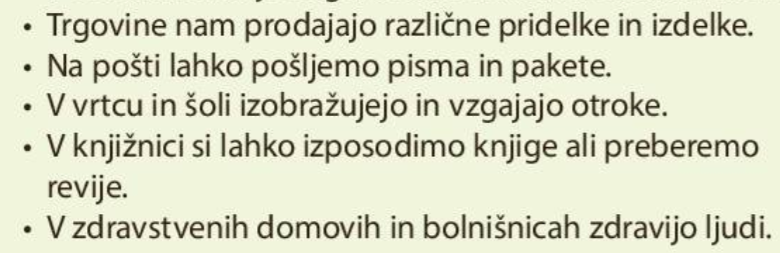 • Trgovine nam prodajajo različne pridelke in izdelke.
• Na pošti lahko pošljemo pisma in pakete.
• V vrtcu in šoli izobražujejo in vzgajajo otroke.
• V knjižnici si lahko izposodimo knjige ali preberemo
revije.
• V zdravstvenih domovih in bolnišnicah zdravijo ljudi.